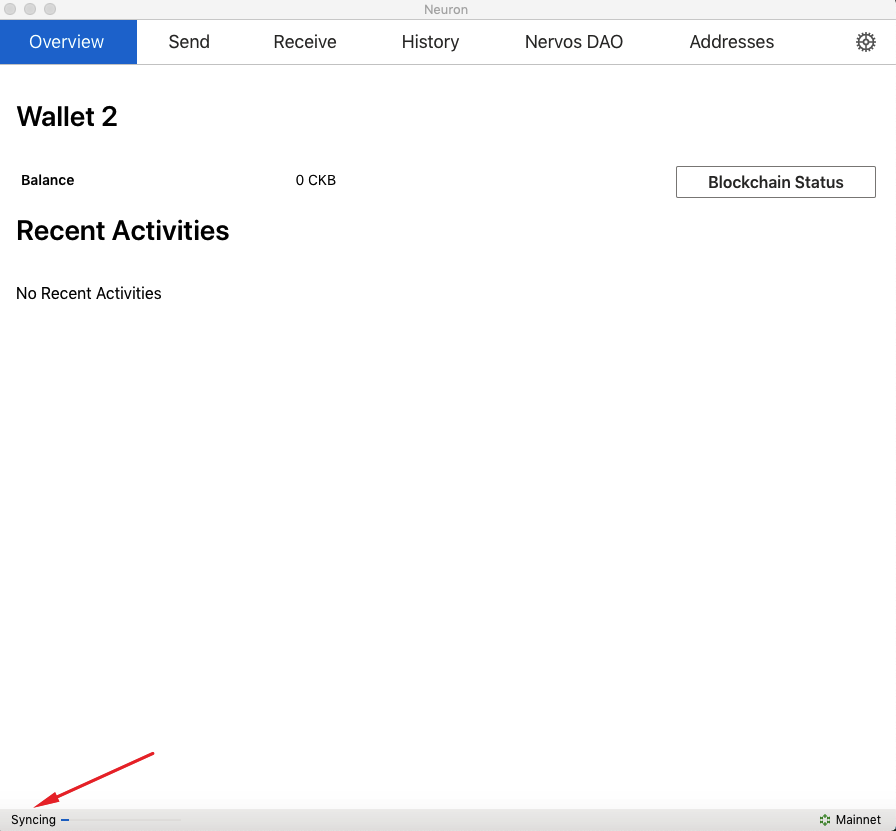 Neuron
Overview Send Receive History Nervos DAO Addresses
Wallet 2
Balance 0 CKB Blockchain Status
Recent Activities
No Recent Activities
Syncing Mainnet